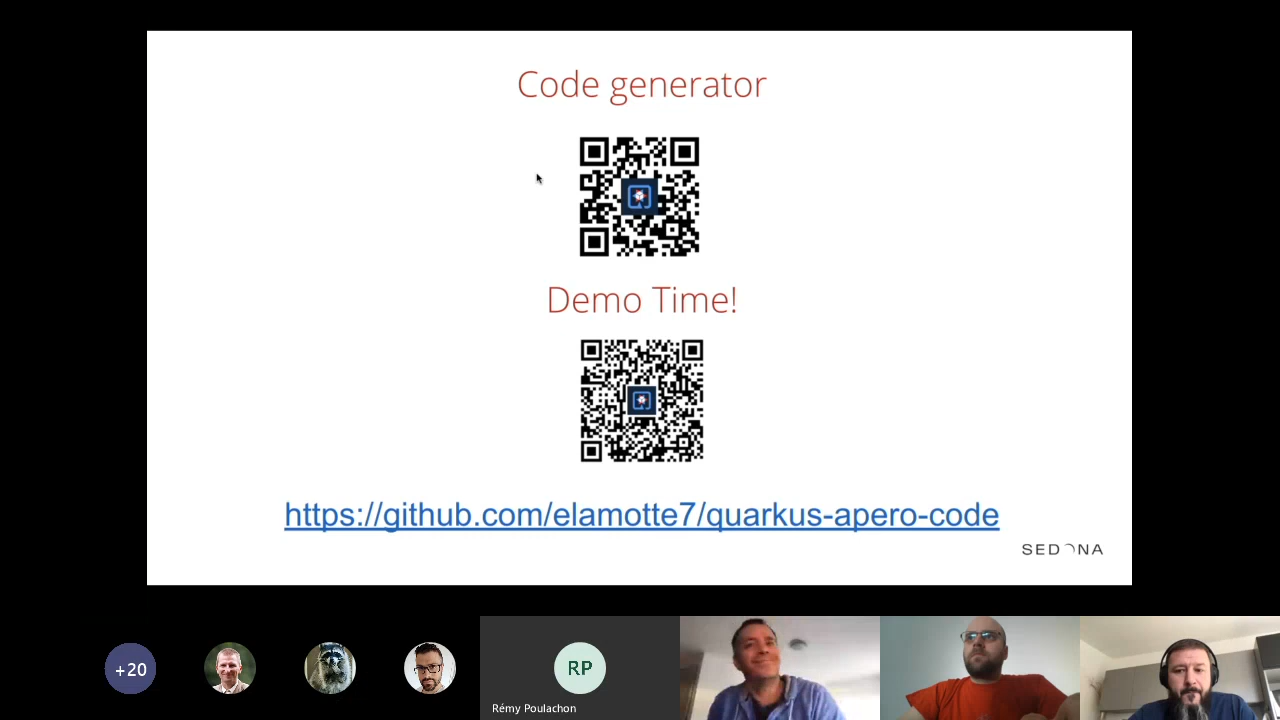 Code generator
Demo Time!
https://github.com/elamotte7/quarkus-apero-code
SEDONA
+20
RP
Rémy Poulachon